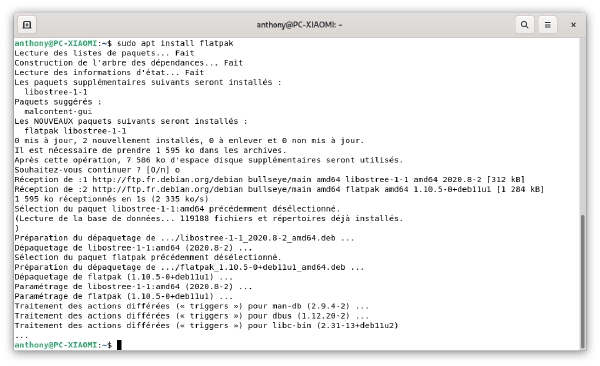 anthony@PC-XIAOMI: ~
anthony@PC-XIAOMI:~$ sudo apt install flatpak
Lecture des listes de paquets... Fait
Construction de l'arbre des dépendances... Fait
Lecture des informations d'état... Fait
Les paquets supplémentaires suivants seront installés :
  libostree-1-1
Paquets suggérés :
  malcontent-gui
Les NOUVEAUX paquets suivants seront installés :
  flatpak libostree-1-1
0 mis à jour, 2 nouvellement installés, 0 à enlever et 0 non mis à jour.
Il est nécessaire de prendre 1 595 ko dans les archives.
Après cette opération, 7 586 ko d'espace disque supplémentaires seront utilisés.
Souhaitez-vous continuer ? [O/n] o
Réception de :1 http://ftp.fr.debian.org/debian bullseye/main amd64 libostree-1-1 amd64 2020.8-2 [312 kB]
Réception de :2 http://ftp.fr.debian.org/debian bullseye/main amd64 flatpak amd64 1.10.5-0+deb11u1 [1 284 kB]
1 595 ko réceptionnés en 1s (2 335 ko/s)
Sélection du paquet libostree-1-1:amd64 précédemment désélectionné.
(Lecture de la base de données... 119188 fichiers et répertoires déjà installés.
)
Préparation du dépaquetage de .../libostree-1-1_2020.8-2_amd64.deb ...
Dépaquetage de libostree-1-1:amd64 (2020.8-2) ...
Sélection du paquet flatpak précédemment désélectionné.
Préparation du dépaquetage de .../flatpak_1.10.5-0+deb11u1_amd64.deb ...
Dépaquetage de flatpak (1.10.5-0+deb11u1) ...
Paramétrage de libostree-1-1:amd64 (2020.8-2) ...
Paramétrage de flatpak (1.10.5-0+deb11u1) ...
Traitement des actions différées (« triggers ») pour man-db (2.9.4-2) ...
Traitement des actions différées (« triggers ») pour dbus (1.12.20-2) ...
Traitement des actions différées (« triggers ») pour libc-bin (2.31-13+deb11u2)
...
anthony@PC-XIAOMI:~$